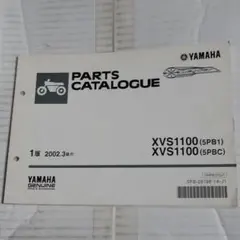 YAMAHA
PARTS
CATALOGUE
XVS1100 (5PB1)
XVS1100 (5PBC)
1版 2002.3発行
YAMAHA
GENUINE